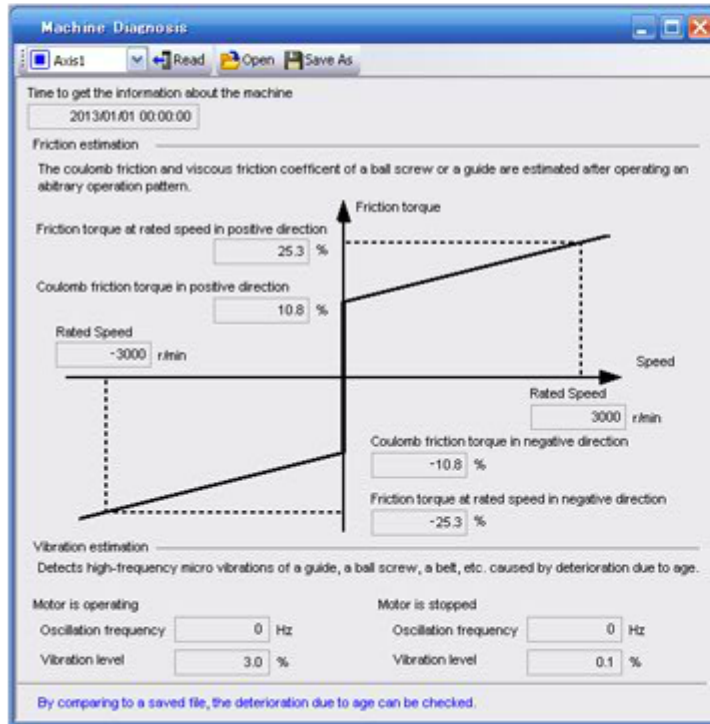 Machine Diagnosis
Axis1 Read Open Save As
Time to get the information about the machine
2013/01/01 00:00:00
Friction estimation
The coulomb friction and viscous friction coefficent of a ball screw or a guide are estimated after operating an
abitrary operation pattern.
Friction torque
Friction torque at rated speed in positive direction
25.3 %
Coulomb friction torque in positive direction
10.8 %
Rated Speed
-3000 r/min
Speed
Rated Speed
3000 r/min
Coulomb friction torque in negative direction
-10.8 %
Friction torque at rated speed in negative direction
-25.3 %
Vibration estimation
Detects high-frequency micro vibrations of a guide, a ball screw, a belt, etc. caused by deterioration due to age.
Motor is operating
Oscillation frequency 0 Hz
Vibration level 3.0 %
Motor is stopped
Oscillation frequency 0 Hz
Vibration level 0.1 %
By comparing to a saved file, the deterioration due to age can be checked.